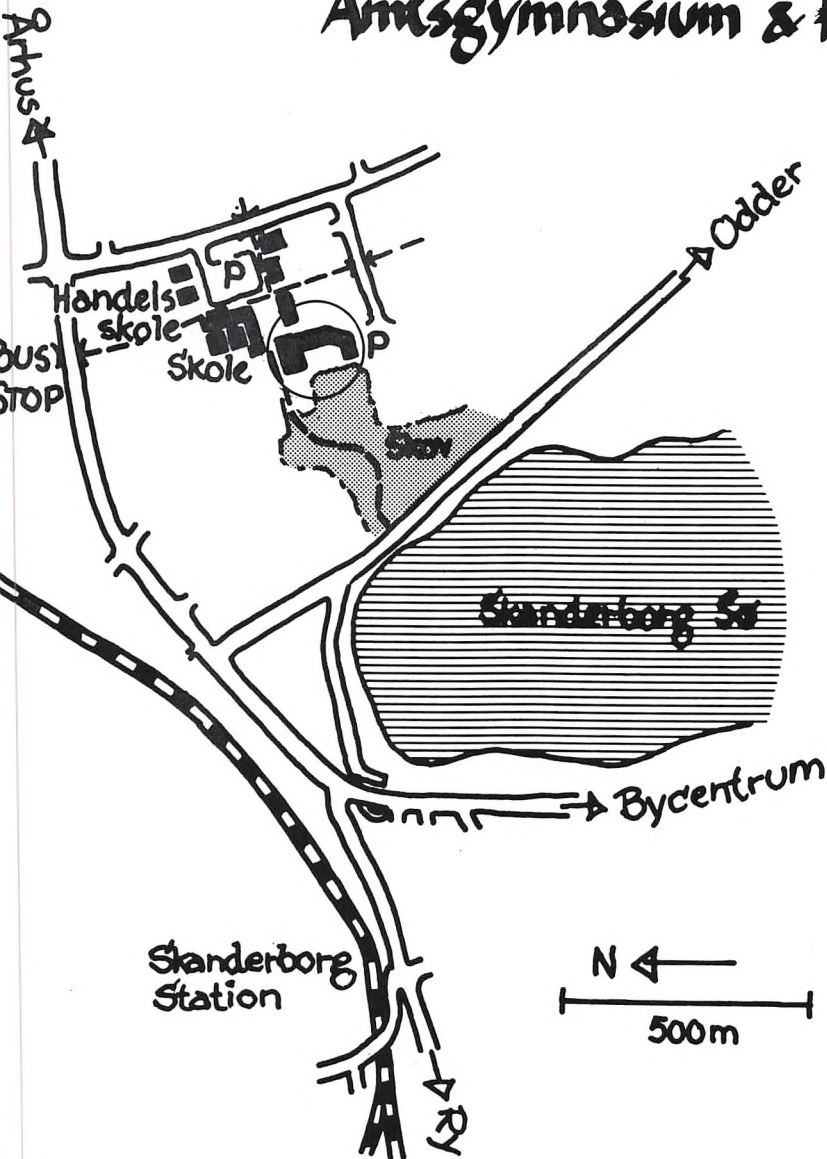 Amtsgymnasium &
Århus
Odder
P
Handels
skole
Skole
P
BUS
STOP
Skov
Skanderborg Sø
Bycentrum
Skanderborg
Station
N
500m
Ry